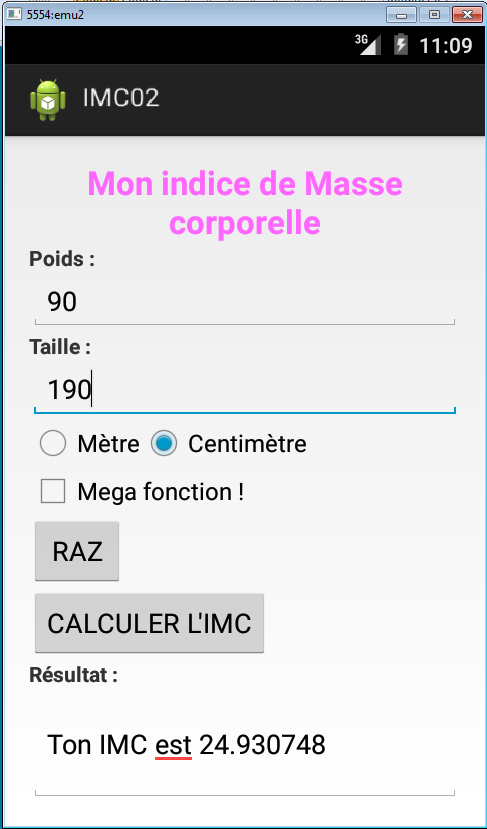 5554:emu2
3G 11:09
IMC02
Mon indice de Masse
corporelle
Poids :
90
Taille :
190
Mètre Centimètre
Mega fonction !
RAZ
CALCULER L'IMC
Résultat :
Ton IMC est 24.930748